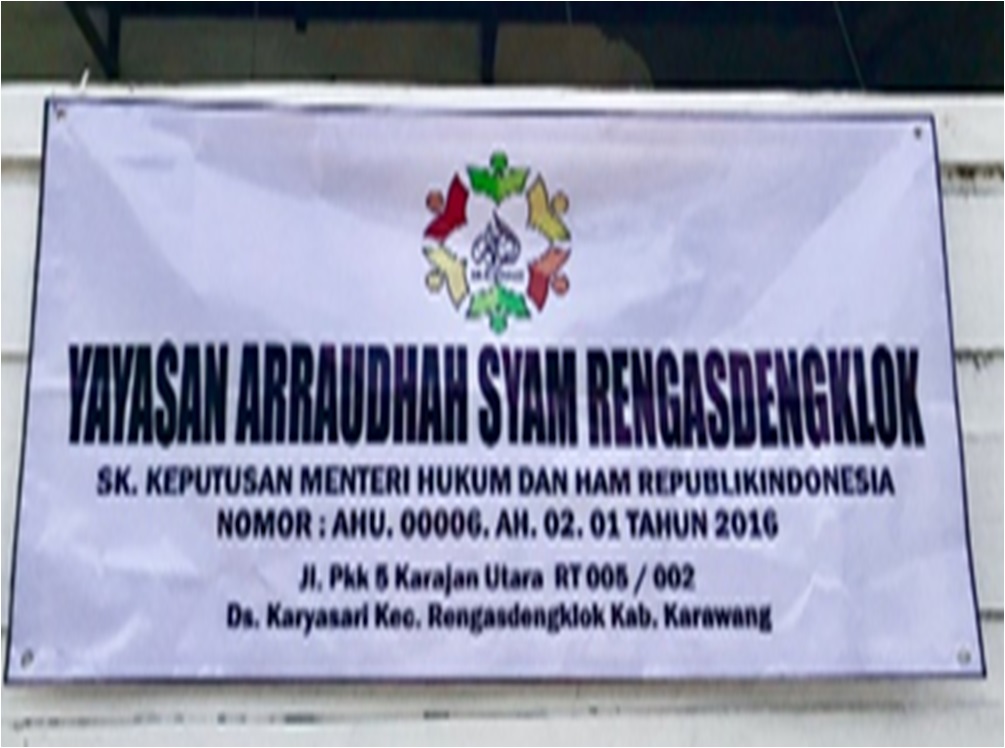 YAYASAN ARRAUDHAH SYAM RENGASDENGKLOK
SK. KEPUTUSAN MENTERI HUKUM DAN HAM REPUBLIKINDONESIA
NOMOR : AHU. 00006. AH. 02. 01 TAHUN 2016
Jl. Pkk 5 Karajan Utara RT 005 / 002
Ds. Karyasari Kec. Rengasdengklok Kab. Karawang